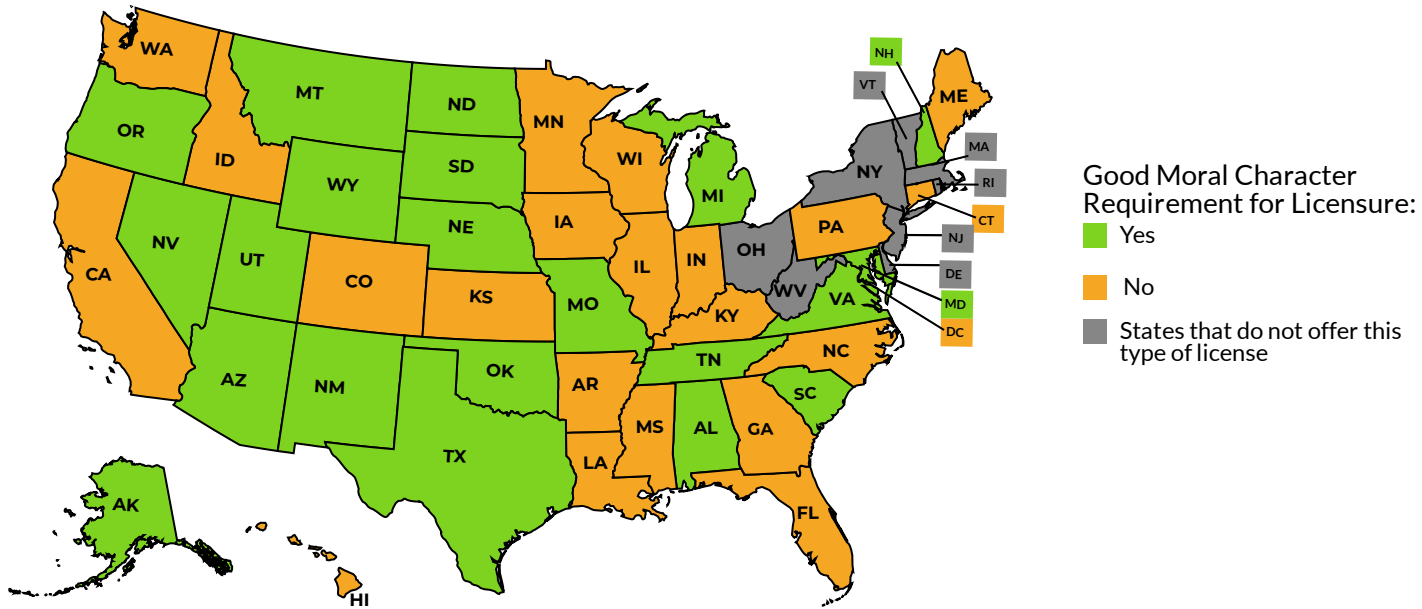 WA
MT
ND
MN
ME
NH
VT
OR
ID
WY
SD
WI
MI
NY
MA
RI
CT
NV
UT
NE
IA
PA
NJ
CA
CO
KS
MO
IL
IN
OH
WV
VA
DE
MD
DC
KY
AZ
NM
OK
AR
TN
NC
SC
TX
LA
MS
AL
GA
FL
AK
HI
Good Moral Character
Requirement for Licensure:
Yes
No
States that do not offer this
type of license